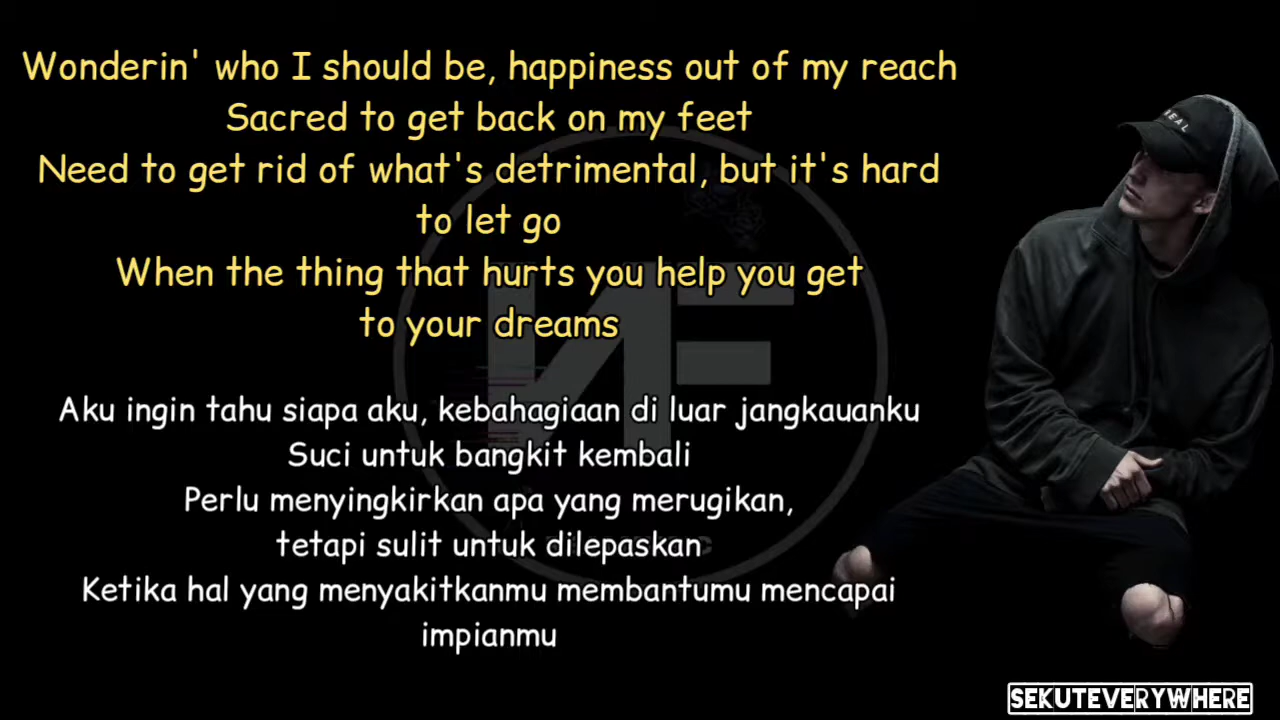 Wonderin' who I should be, happiness out of my reach
Sacred to get back on my feet
Need to get rid of what's detrimental, but it's hard
to let go
When the thing that hurts you help you get
to your dreams
Aku ingin tahu siapa aku, kebahagiaan di luar jangkauanku
Suci untuk bangkit kembali
Perlu menyingkirkan apa yang merugikan,
tetapi sulit untuk dilepaskan
Ketika hal yang menyakitkanmu membantumu mencapai
impianmu
REAL
NF
SEKUTEVERYWHERE